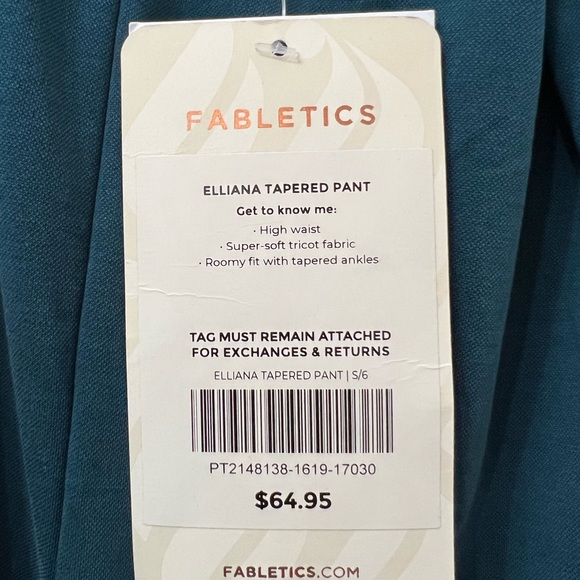 FABLETICS
ELLIANA TAPERED PANT
Get to know me:
· High waist
· Super-soft tricot fabric
· Roomy fit with tapered ankles
TAG MUST REMAIN ATTACHED
FOR EXCHANGES & RETURNS
ELLIANA TAPERED PANT | S/6
PT2148138-1619-17030
$64.95
FABLETICS.COM